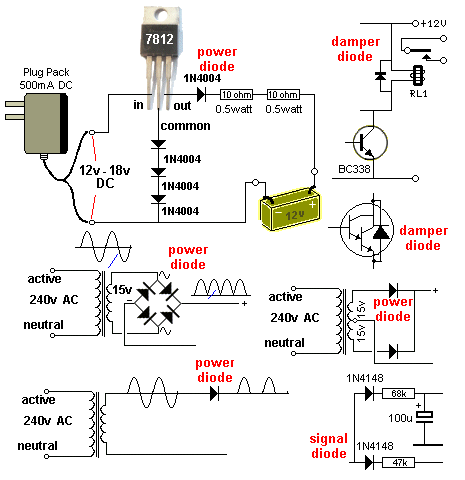 7812
Plug Pack
500mA DC
power
diode
1N4004
10 ohm
10 ohm
0.5watt
0.5watt
in
out
common
1N4004
1N4004
1N4004
12v - 18v
DC
- +
12v
damper
diode
+12V
RL1
BC338
damper
diode
active
240v AC
neutral
15v
power
diode
-
+
active
240v AC
neutral
15v
15v
power
diode
+
active
240v AC
neutral
power
diode
1N4148
68k
+
100u
signal
diode
1N4148
47k